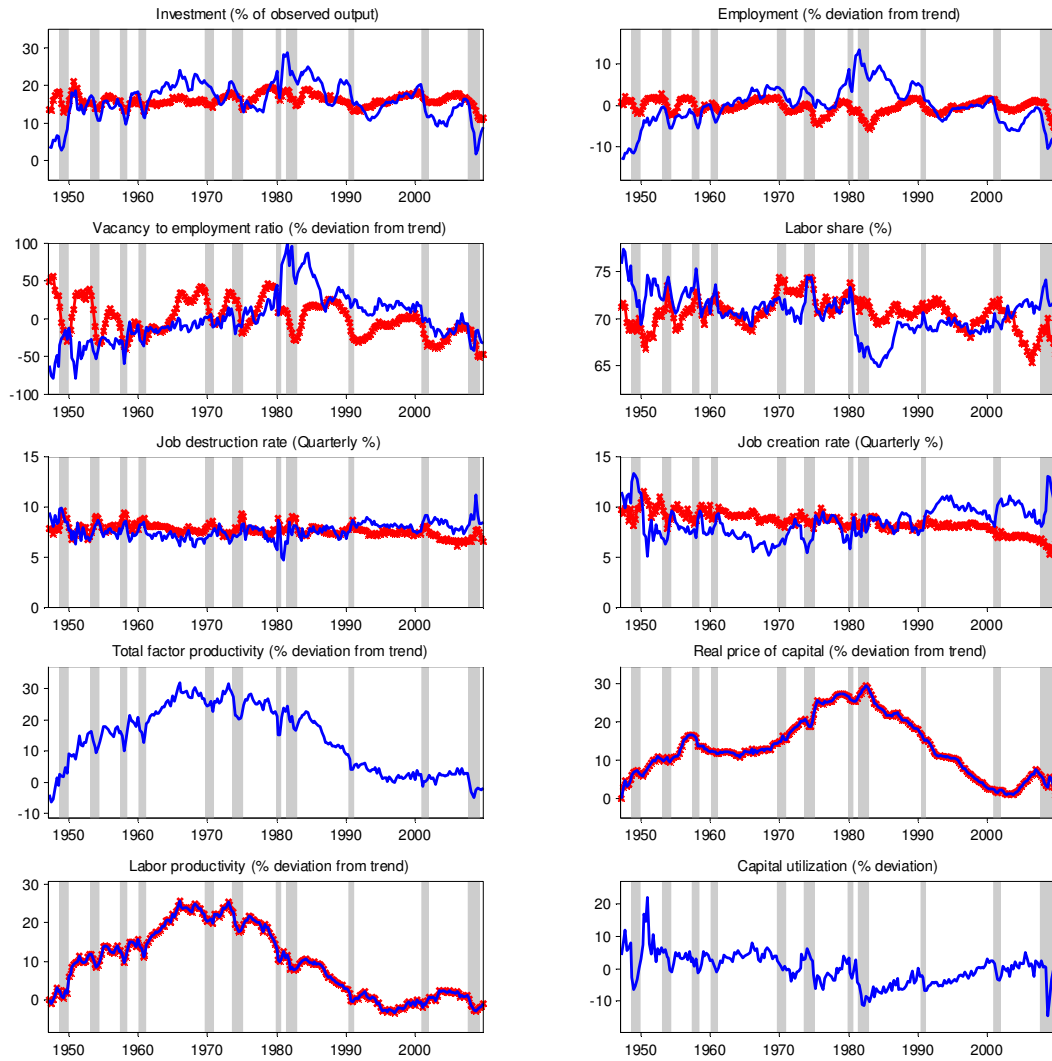 Investment (% of observed output)
30
20
10
0
1950 1960 1970 1980 1990 2000
Employment (% deviation from trend)
10
0
-10
1950 1960 1970 1980 1990 2000
Vacancy to employment ratio (% deviation from trend)
100
50
0
-50
-100
1950 1960 1970 1980 1990 2000
Labor share (%)
75
70
65
1950 1960 1970 1980 1990 2000
Job destruction rate (Quarterly %)
15
10
5
0
1950 1960 1970 1980 1990 2000
Job creation rate (Quarterly %)
15
10
5
0
1950 1960 1970 1980 1990 2000
Total factor productivity (% deviation from trend)
30
20
10
0
-10
1950 1960 1970 1980 1990 2000
Real price of capital (% deviation from trend)
30
20
10
0
1950 1960 1970 1980 1990 2000
Labor productivity (% deviation from trend)
30
20
10
0
1950 1960 1970 1980 1990 2000
Capital utilization (% deviation)
20
10
0
-10
1950 1960 1970 1980 1990 2000